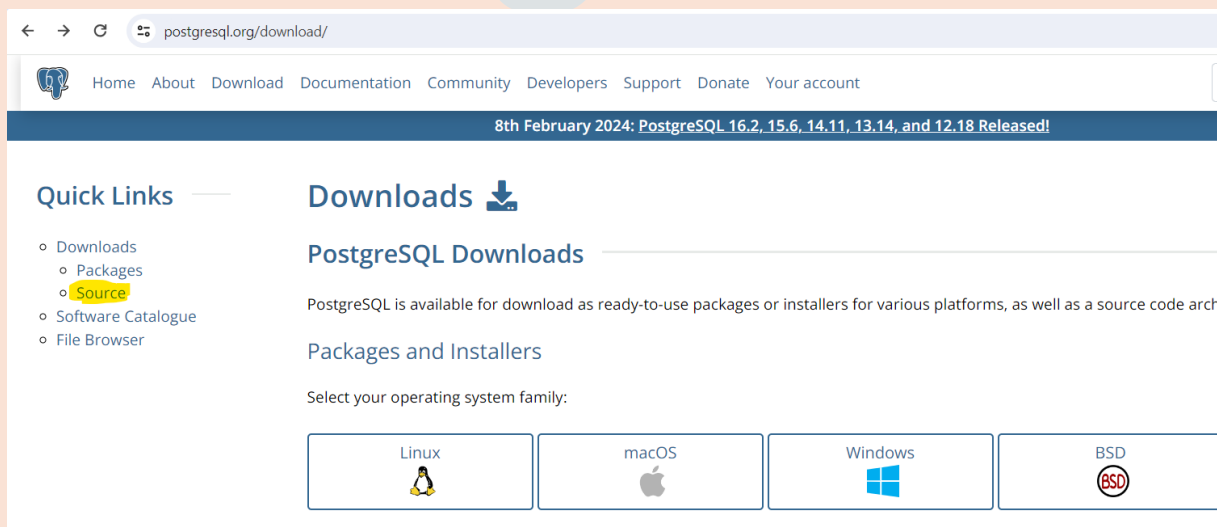 postgresql.org/download/
Home About Download Documentation Community Developers Support Donate Your account
8th February 2024: PostgreSQL 16.2, 15.6, 14.11, 13.14, and 12.18 Released!
Quick Links
Downloads
Packages
Source
Software Catalogue
File Browser
Downloads
PostgreSQL Downloads
PostgreSQL is available for download as ready-to-use packages or installers for various platforms, as well as a source code arch
Packages and Installers
Select your operating system family:
Linux macOS Windows BSD
BSD